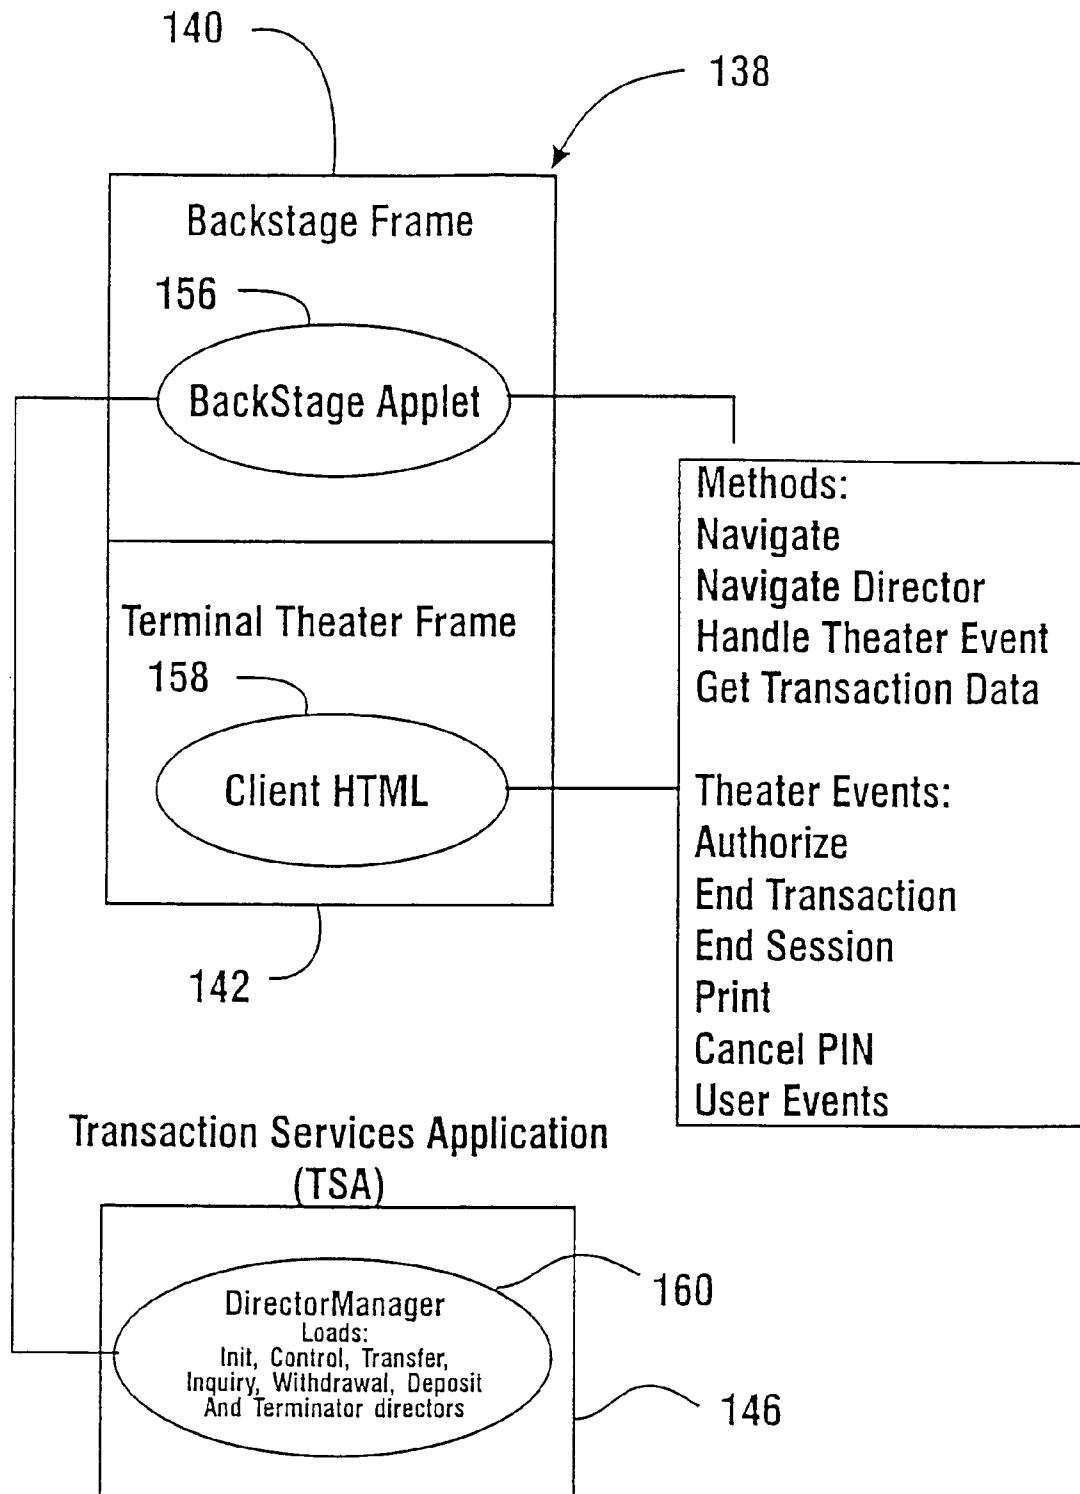 140
138
Backstage Frame
156
BackStage Applet
Methods:
Navigate
Navigate Director
Handle Theater Event
Get Transaction Data
Terminal Theater Frame
158
Client HTML
Theater Events:
Authorize
End Transaction
End Session
Print
Cancel PIN
User Events
142
Transaction Services Application
(TSA)
DirectorManager
Loads:
Init, Control, Transfer,
Inquiry, Withdrawal, Deposit
And Terminator directors
160
146